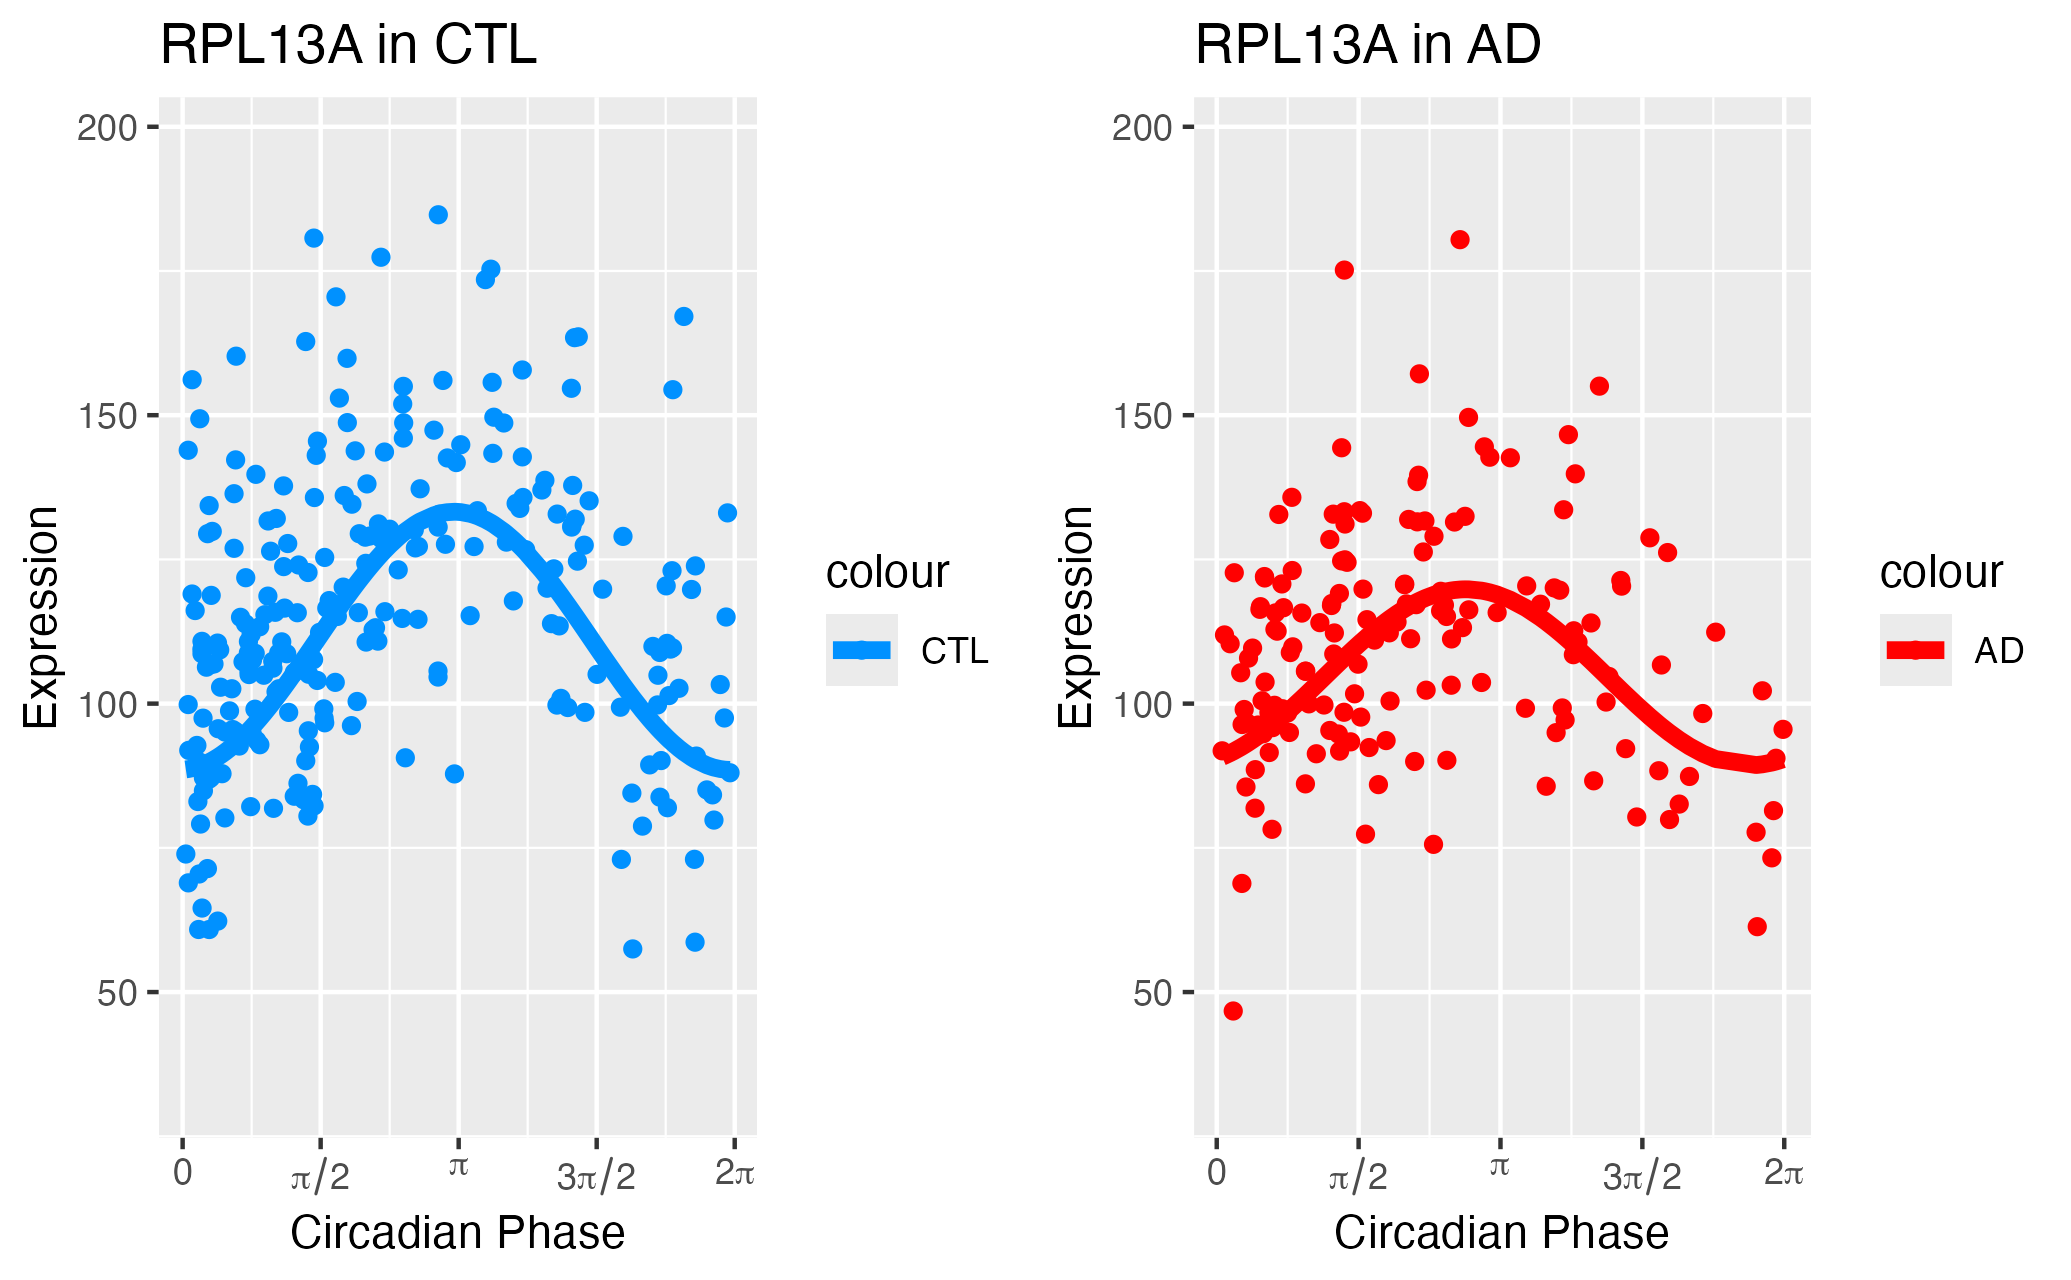 RPL13A in CTL
200
150
100
50
Expression
0 π/2 π 3π/2 2π
Circadian Phase
colour
CTL
RPL13A in AD
200
150
100
50
Expression
0 π/2 π 3π/2 2π
Circadian Phase
colour
AD